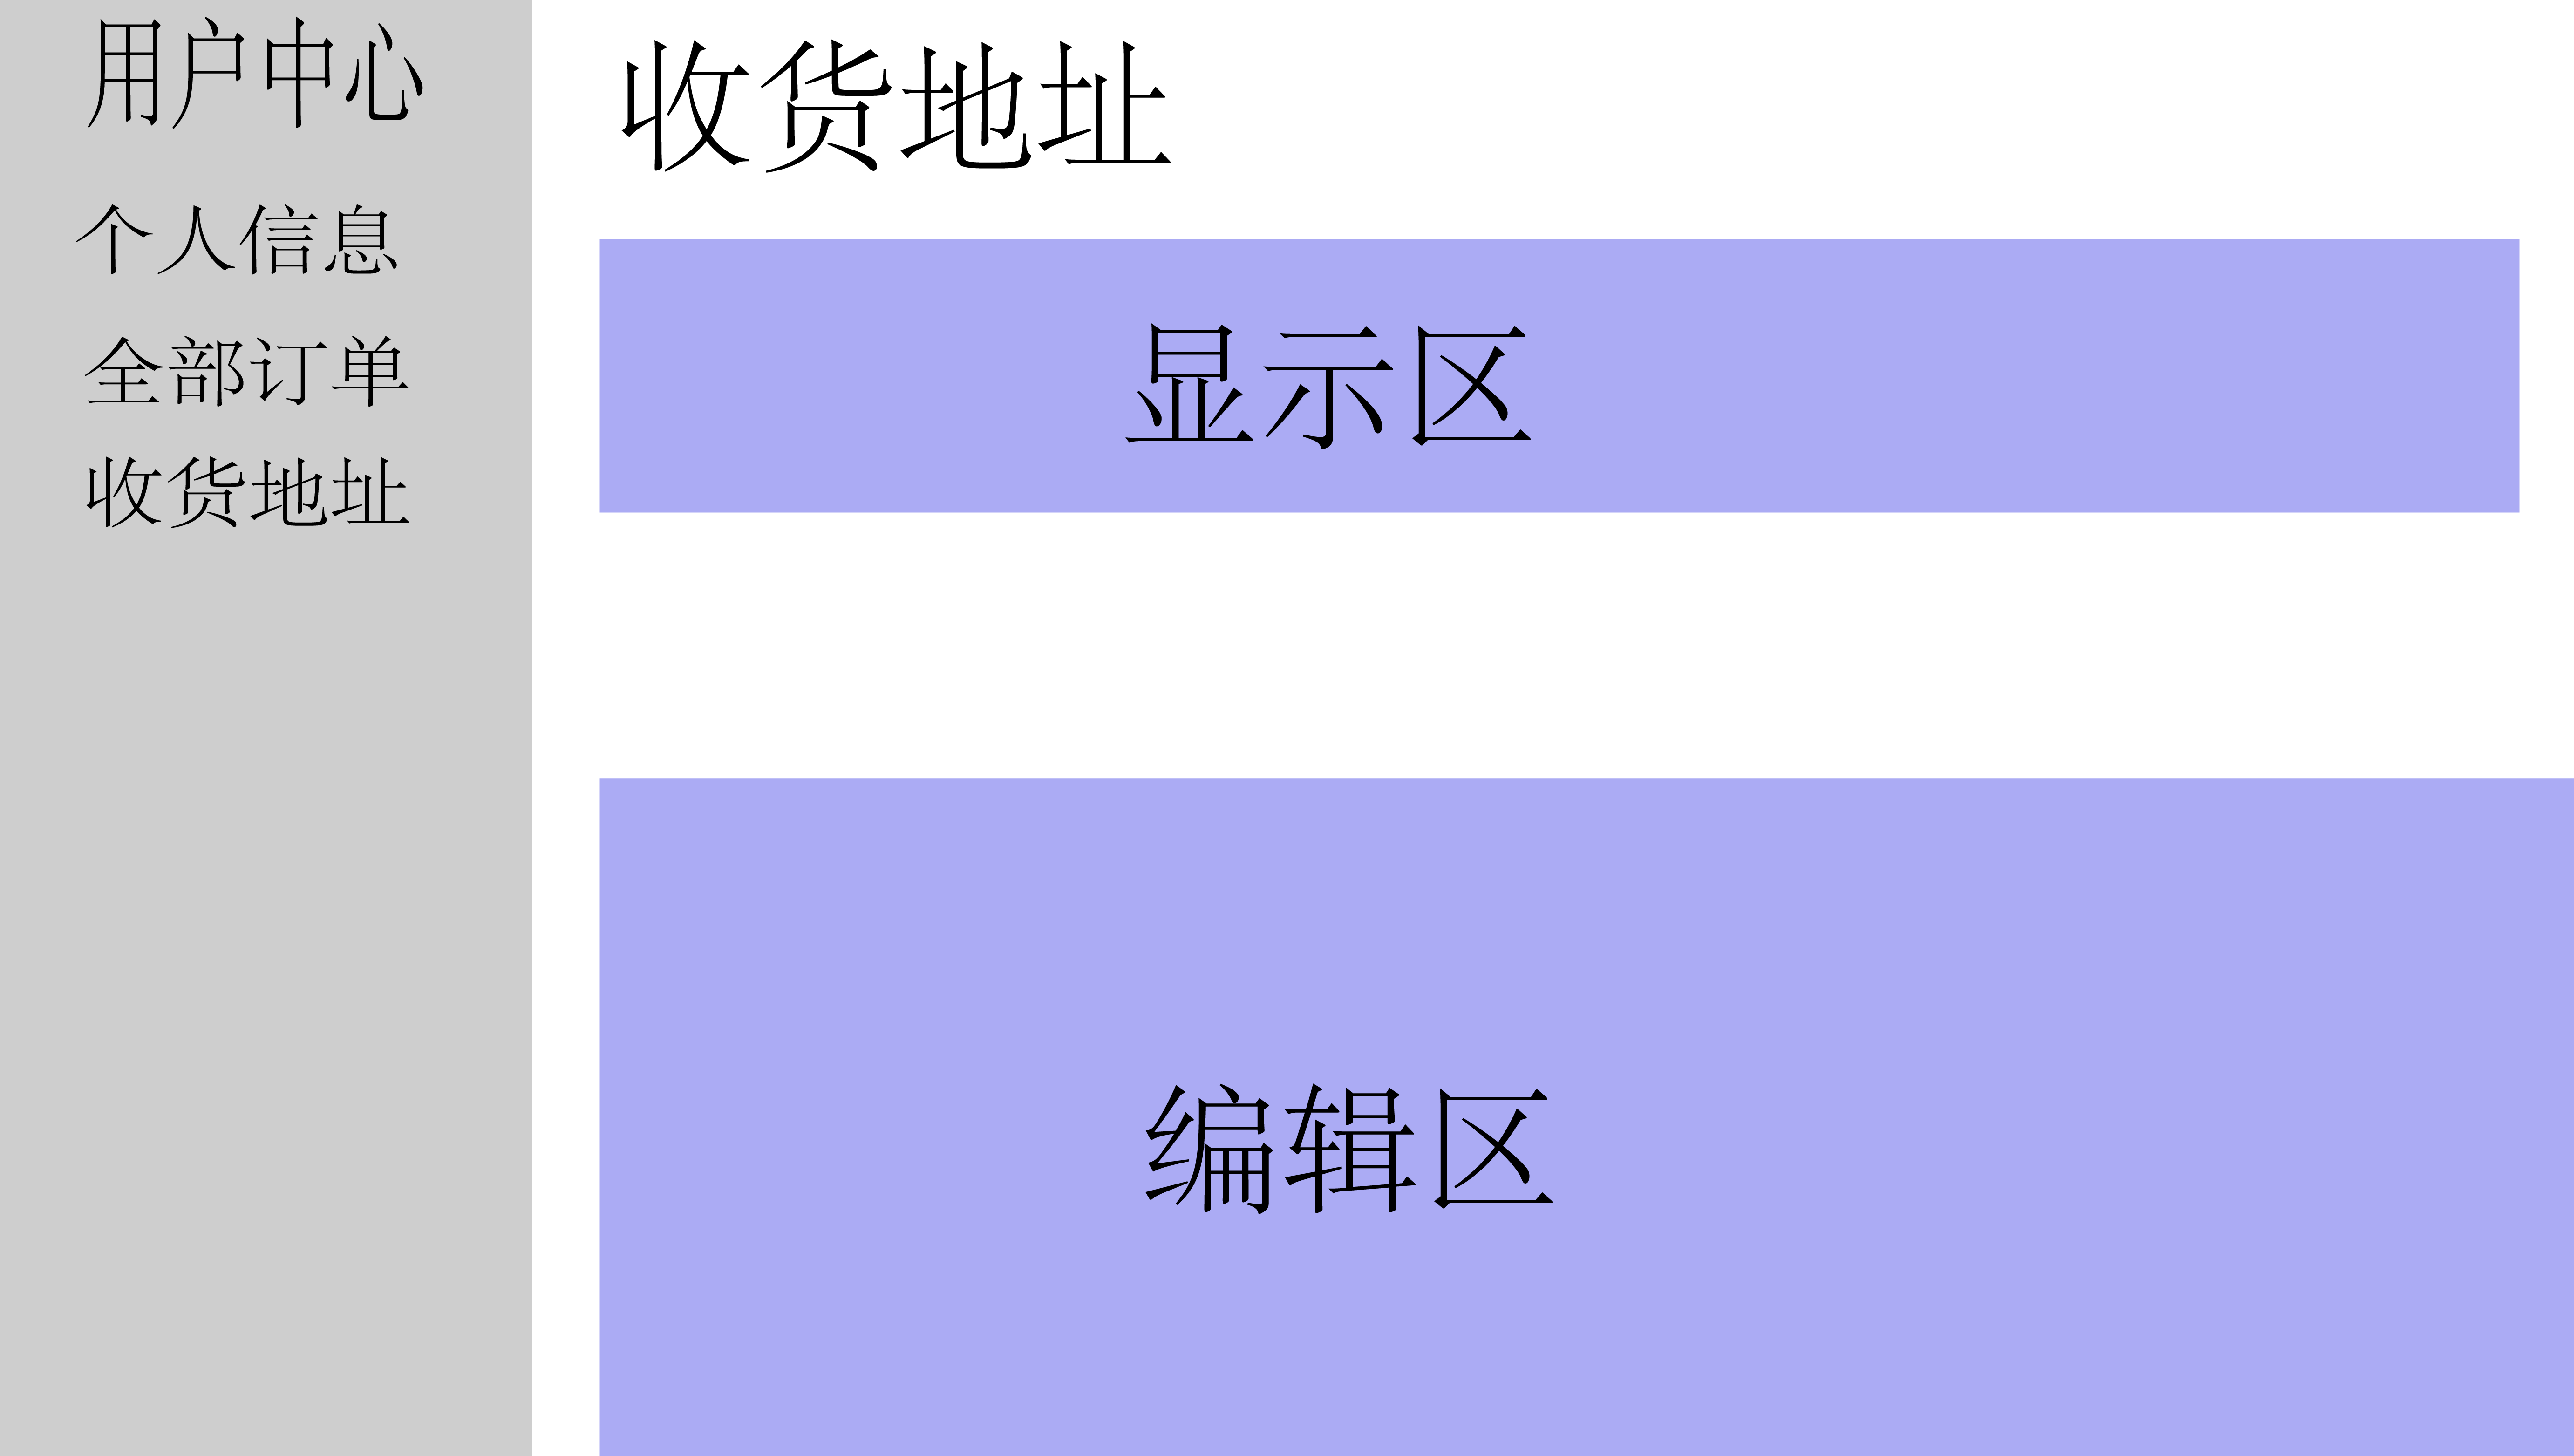 用户中心
个人信息
全部订单
收货地址
收货地址
显示区
编辑区